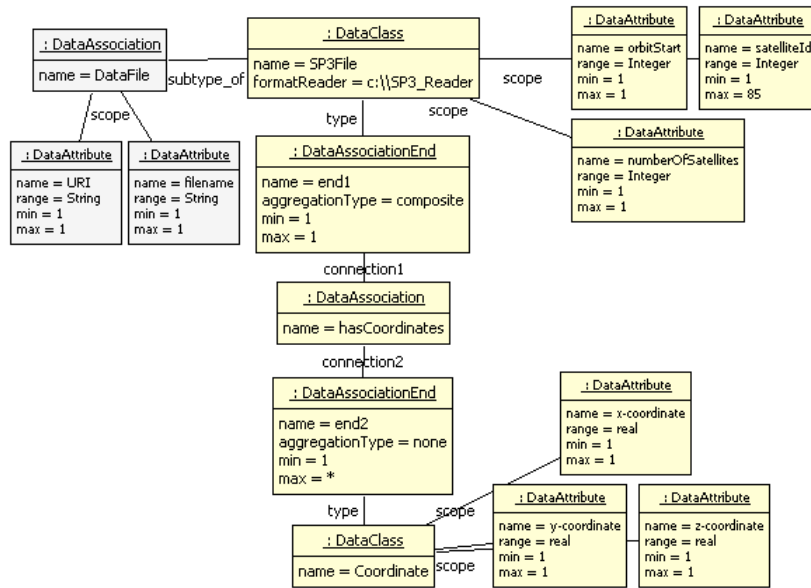 : DataAssociation
name = DataFile
subtype_of
: DataClass
name = SP3File
formatReader = c:\\SP3_Reader
scope
: DataAttribute
name = orbitStart
range = Integer
min = 1
max = 1
: DataAttribute
name = satelliteId
range = Integer
min = 1
max = 85
scope
: DataAttribute
name = URI
range = String
min = 1
max = 1
: DataAttribute
name = filename
range = String
min = 1
max = 1
type
scope
: DataAttribute
name = numberOfSatellites
range = Integer
min = 1
max = 1
: DataAssociationEnd
name = end1
aggregationType = composite
min = 1
max = 1
connection1
: DataAssociation
name = hasCoordinates
connection2
: DataAssociationEnd
name = end2
aggregationType = none
min = 1
max = *
: DataAttribute
name = x-coordinate
range = real
min = 1
max = 1
type
scope
: DataAttribute
name = y-coordinate
range = real
min = 1
max = 1
: DataAttribute
name = z-coordinate
range = real
min = 1
max = 1
: DataClass
name = Coordinate
scope